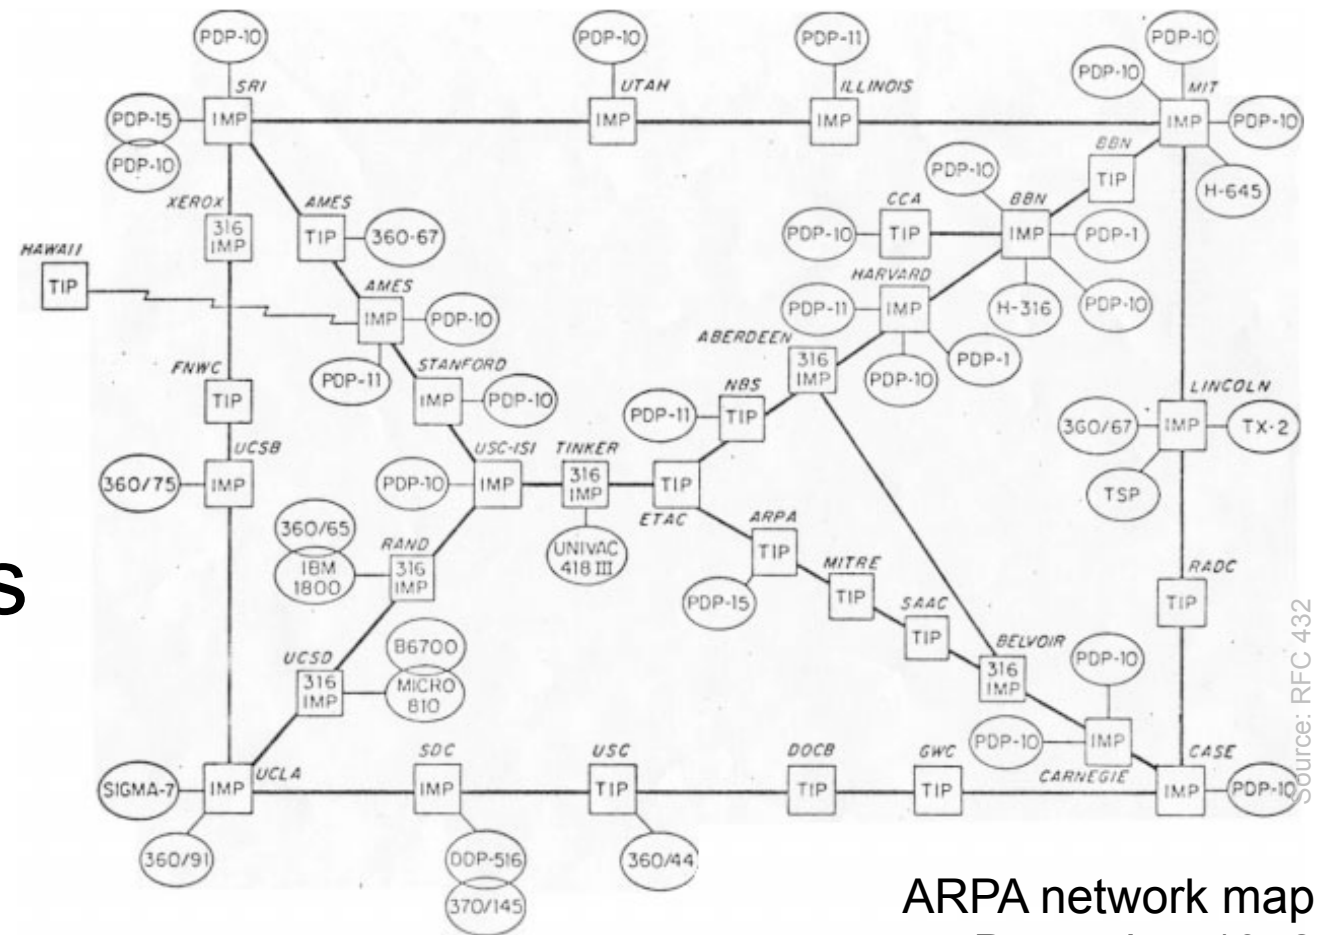 PDP-10
PDP-10
PDP-11
PDP-10
SRI
UTAH
ILLINOIS
PDP-10
MIT
PDP-15
IMP
IMP
IMP
IMP
PDP-10
PDP-10
BBN
TIP
PDP-10
H-645
XEROX
316
IMP
AMES
TIP
360-67
CCA
PDP-10
TIP
BBN
IMP
PDP-1
HAWAII
TIP
AMES
IMP
PDP-10
HARVARD
PDP-11
IMP
H-316
PDP-10
ABERDEEN
316
IMP
PDP-10
PDP-1
FNWC
TIP
PDP-11
STANFORD
IMP
PDP-10
NBS
PDP-11
TIP
LINCOLN
360/67
IMP
TX-2
TSP
UCSB
360/75
IMP
USC-ISI
PDP-10
IMP
TINKER
316
IMP
UNIVAC
418 III
TIP
ETAC
360/65
IBM
1800
RAND
316
IMP
ARPA
TIP
PDP-15
MITRE
TIP
SAAC
TIP
RADC
TIP
s
UCSD
316
IMP
B6700
MICRO
810
BELVOIR
316
IMP
PDP-10
PDP-10
IMP
CARNEGIE
CASE
IMP
PDP-10
SIGMA-7
IMP
UCLA
360/91
SDC
IMP
DDP-516
370/145
USC
TIP
360/44
DOCB
TIP
GWC
TIP
Source: RFC 432
ARPA network map